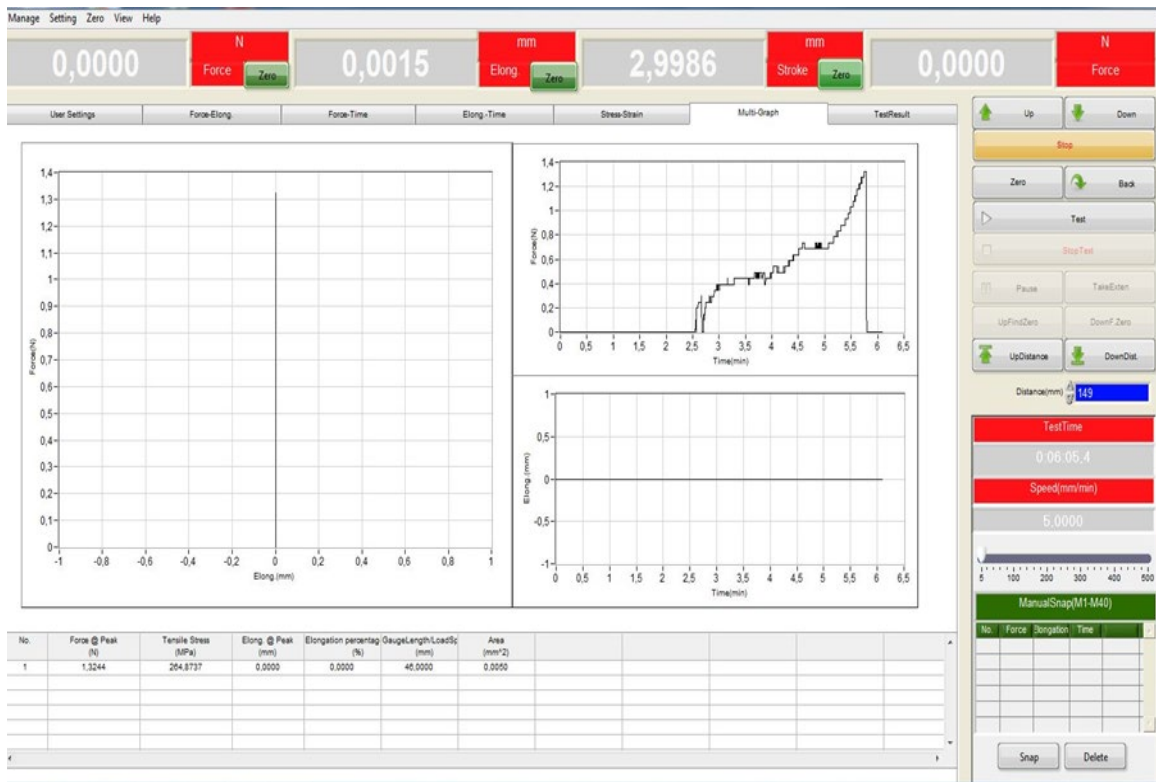 Manage Setting Zero View Help
0,000 N Force Zero 0,0015 mm Elong. Zero 2,9986 mm Stroke Zero 0,0000 N Force
User Settings Force-Elong. Force-Time Elong.-Time Stress-Strain Multi-Graph TestResult
Up Down
Stop
Zero Back
Test
StopTest
Pause TakeExten
UpFindZero DownF.Zero
UpDistance DownDist.
Distance(mm) 149
TestTime
0:06:05,4
Speed(mm/min)
5,0000
5 100 200 300 400 500
ManualSnap(M1-M40)
No. Force Elongation Time
Snap Delete
1,4
1,3
1,2
1,1
1
0,9
0,8
0,7
0,6
0,5
0,4
0,3
0,2
0,1
0
Force(N)
-1 -0,8 -0,6 -0,4 -0,2 0 0,2 0,4 0,6 0,8 1
Elong.(mm)
1,4
1,2
1
0,8
0,6
0,4
0,2
0
Force(N)
0 0,5 1 1,5 2 2,5 3 3,5 4 4,5 5 5,5 6 6,5
Time(min)
1
0,5
0
-0,5
-1
Elong.(mm)
0 0,5 1 1,5 2 2,5 3 3,5 4 4,5 5 5,5 6 6,5
Time(min)
No. Force @ Peak Tensile Stress Elong. @ Peak Elongation percentag GaugeLength/LoadSp Area
(N) (MPa) (mm) (%) (mm) (mm^2)
1 1,3244 264,8737 0,0000 0,0000 46,0000 0,0050